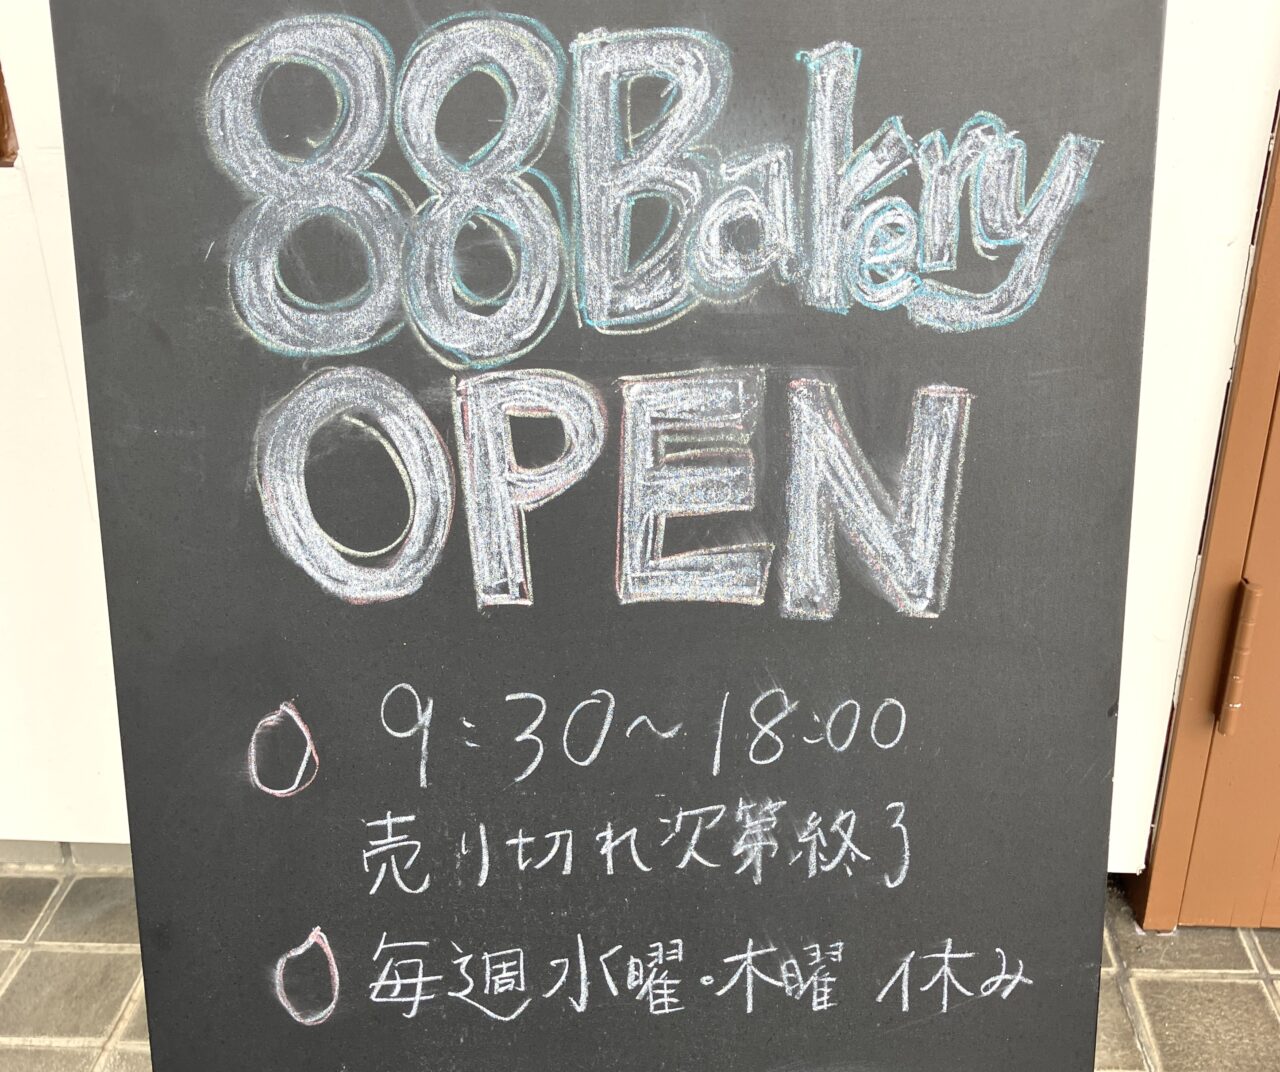 88Bakery
OPEN
9:30～18:00
売り切れ次第終了
毎週水曜・木曜 休み